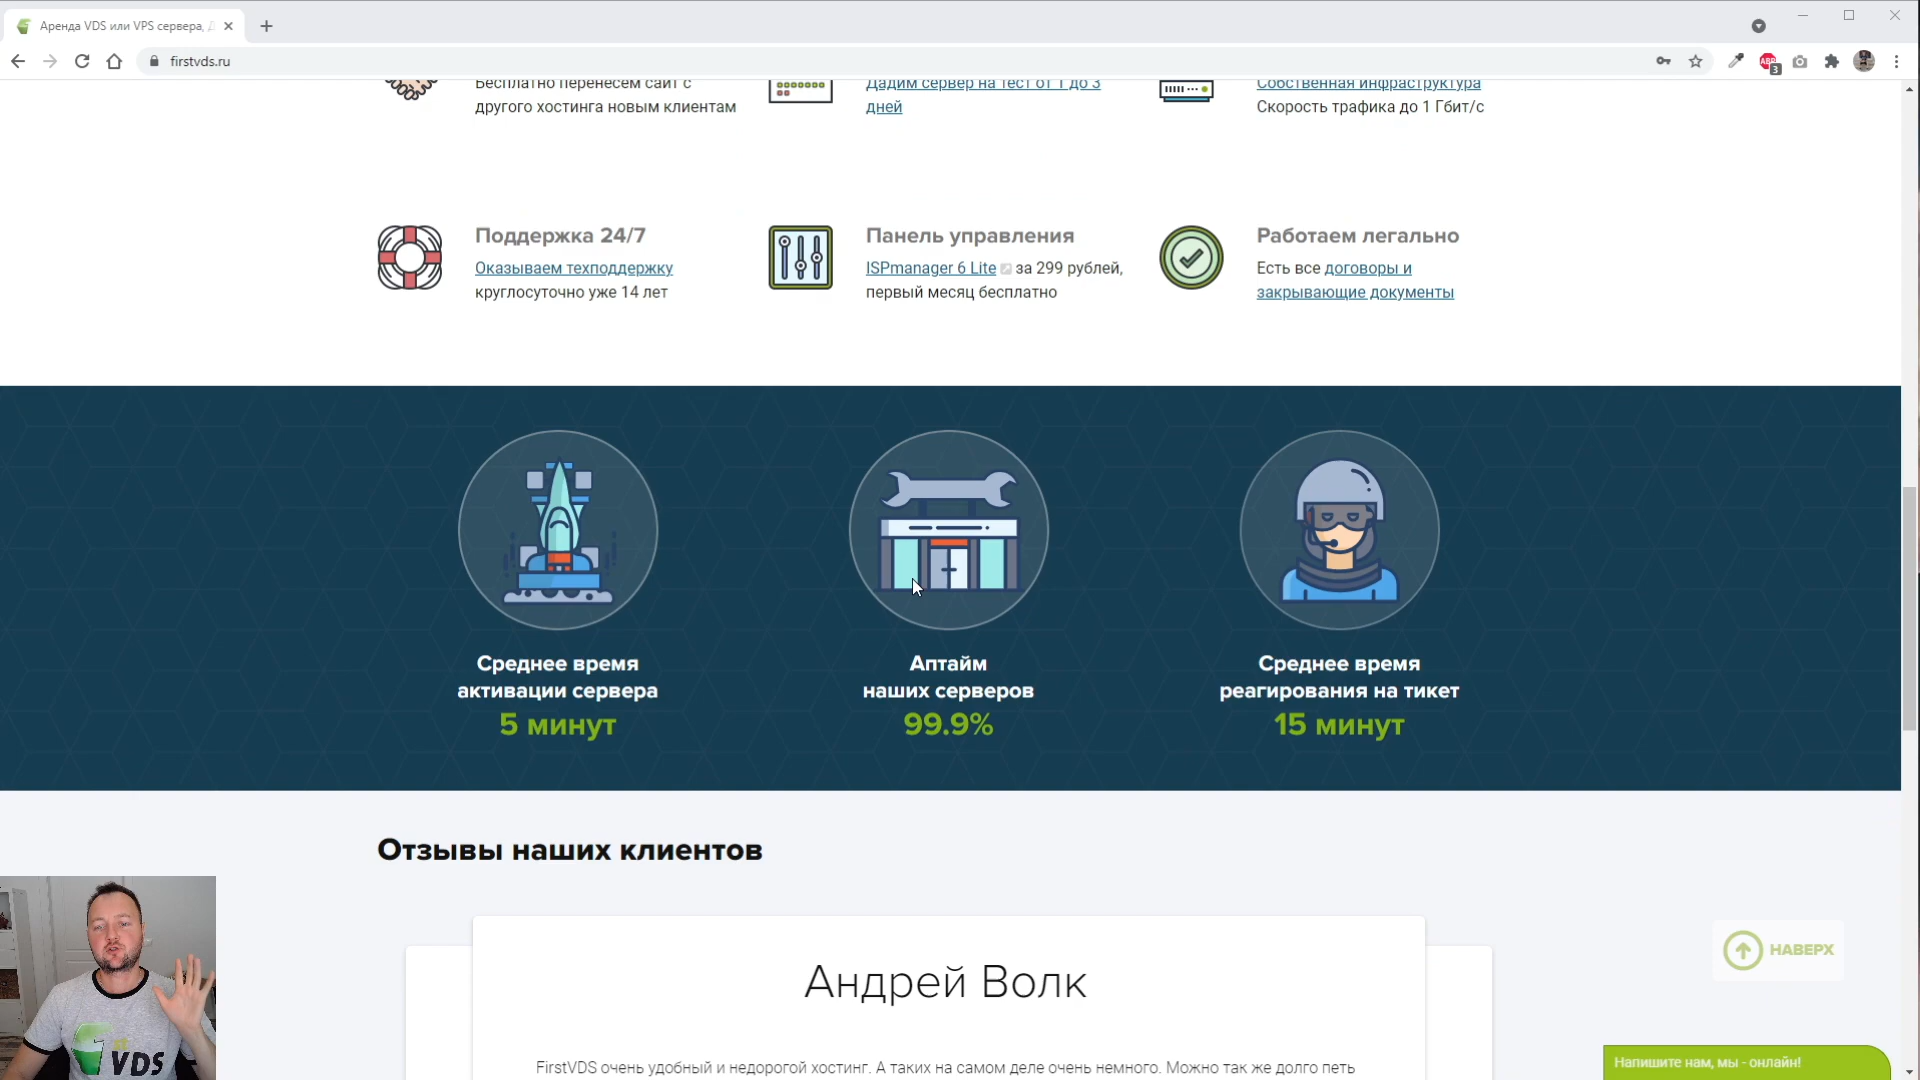 Аренда VDS или VPS сервера, Д
firstvds.ru
ABP
3
Бесплатно перенесем сайт с
другого хостинга новым клиентам
Дадим сервер на тест от 1 до 3
дней
Собственная инфраструктура
Скорость трафика до 1 Гбит/с
Поддержка 24/7
Оказываем техподдержку
круглосуточно уже 14 лет
Панель управления
ISPmanager 6 Lite за 299 рублей,
первый месяц бесплатно
Работаем легально
Есть все договоры и
закрывающие документы
Среднее время
активации сервера
5 минут
Аптайм
наших серверов
99.9%
Среднее время
реагирования на тикет
15 минут
Отзывы наших клиентов
Андрей Волк
FirstVDS очень удобный и недорогой хостинг. А таких на самом деле очень немного. Можно так же долго петь
НАВЕРХ
Напишите нам, мы - онлайн!
VDS